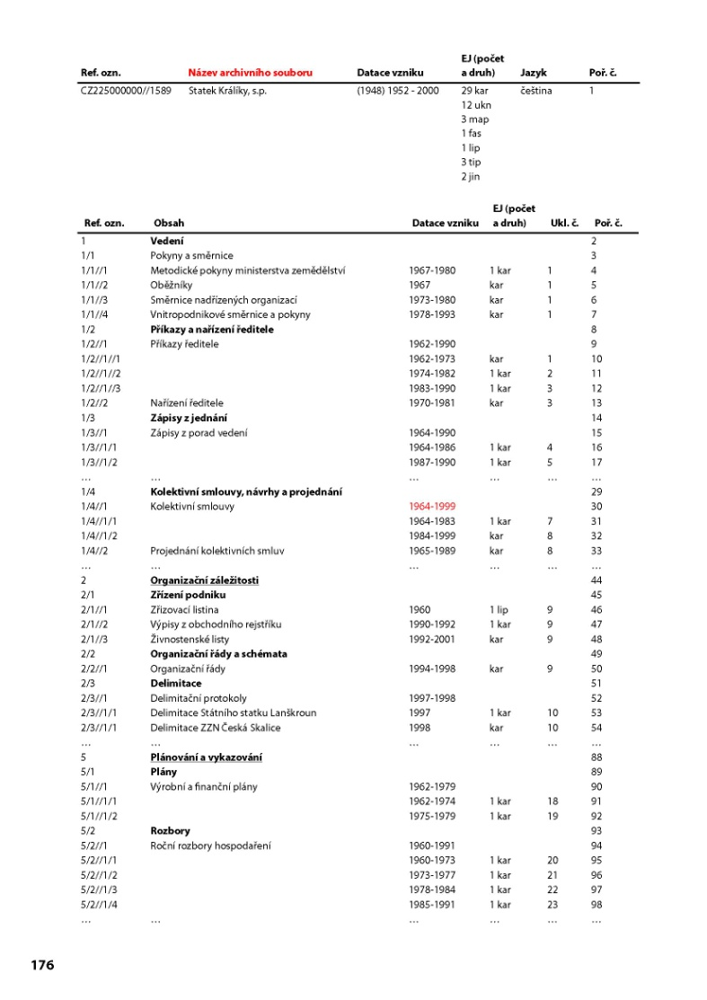 EJ (počet
Ref. ozn. Název archivního souboru Datace vzniku a druh) Jazyk Poř. č.
CZ225000000//1589 Statek Králíky, s.p. (1948) 1952 - 2000 29 kar čeština 1
12 ukn
3 map
1 fas
1 lip
3 tip
2 jin
EJ (počet
Ref. ozn. Obsah Datace vzniku a druh) Ukl. č. Poř. č.
1 Vedení 2
1/1 Pokyny a směrnice 3
1/1//1 Metodické pokyny ministerstva zemědělství 1967-1980 1 kar 1 4
1/1//2 Oběžníky 1967 kar 1 5
1/1//3 Směrnice nadřízených organizací 1973-1980 kar 1 6
1/1//4 Vnitropodnikové směrnice a pokyny 1978-1993 kar 1 7
1/2 Příkazy a nařízení ředitele 8
1/2//1 Příkazy ředitele 1962-1990 9
1/2//1//1 1962-1973 kar 1 10
1/2//1//2 1974-1982 1 kar 2 11
1/2//1//3 1983-1990 1 kar 3 12
1/2//2 Nařízení ředitele 1970-1981 kar 3 13
1/3 Zápisy z jednání 14
1/3//1 Zápisy z porad vedení 1964-1990 15
1/3//1/1 1964-1986 1 kar 4 16
1/3//1/2 1987-1990 1 kar 5 17
… … … … … …
1/4 Kolektivní smlouvy, návrhy a projednání 29
1/4//1 Kolektivní smlouvy 1964-1999 30
1/4//1/1 1964-1983 1 kar 7 31
1/4//1/2 1984-1999 kar 8 32
1/4//2 Projednání kolektivních smluv 1965-1989 kar 8 33
… … … … … …
2 Organizační záležitosti 44
2/1 Zřízení podniku 45
2/1//1 Zřizovací listina 1960 1 lip 9 46
2/1//2 Výpisy z obchodního rejstříku 1990-1992 1 kar 9 47
2/1//3 Živnostenské listy 1992-2001 kar 9 48
2/2 Organizační řády a schémata 49
2/2//1 Organizační řády 1994-1998 kar 9 50
2/3 Delimitace 51
2/3//1 Delimitační protokoly 1997-1998 52
2/3//1/1 Delimitace Státního statku Lanškroun 1997 1 kar 10 53
2/3//1/1 Delimitace ZZN Česká Skalice 1998 kar 10 54
… … … … … …
5 Plánování a vykazování 88
5/1 Plány 89
5/1//1 Výrobní a finanční plány 1962-1979 90
5/1//1/1 1962-1974 1 kar 18 91
5/1//1/2 1975-1979 1 kar 19 92
5/2 Rozbory 93
5/2//1 Roční rozbory hospodaření 1960-1991 94
5/2//1/1 1960-1973 1 kar 20 95
5/2//1/2 1973-1977 1 kar 21 96
5/2//1/3 1978-1984 1 kar 22 97
5/2//1/4 1985-1991 1 kar 23 98
… … … … … …
176